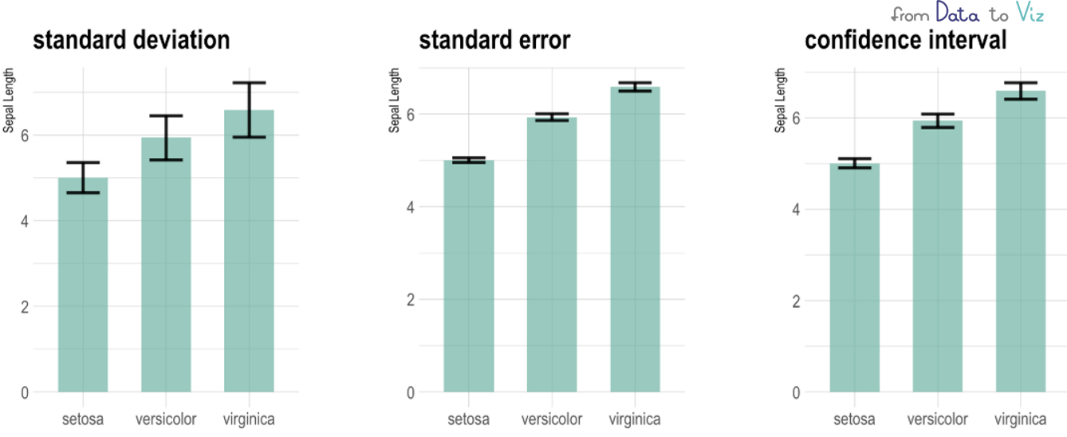 from Data to Viz
standard deviation
Sepal Length
6
4
2
0
setosa versicolor virginica
standard error
Sepal Length
6
4
2
0
setosa versicolor virginica
confidence interval
Sepal Length
6
4
2
0
setosa versicolor virginica